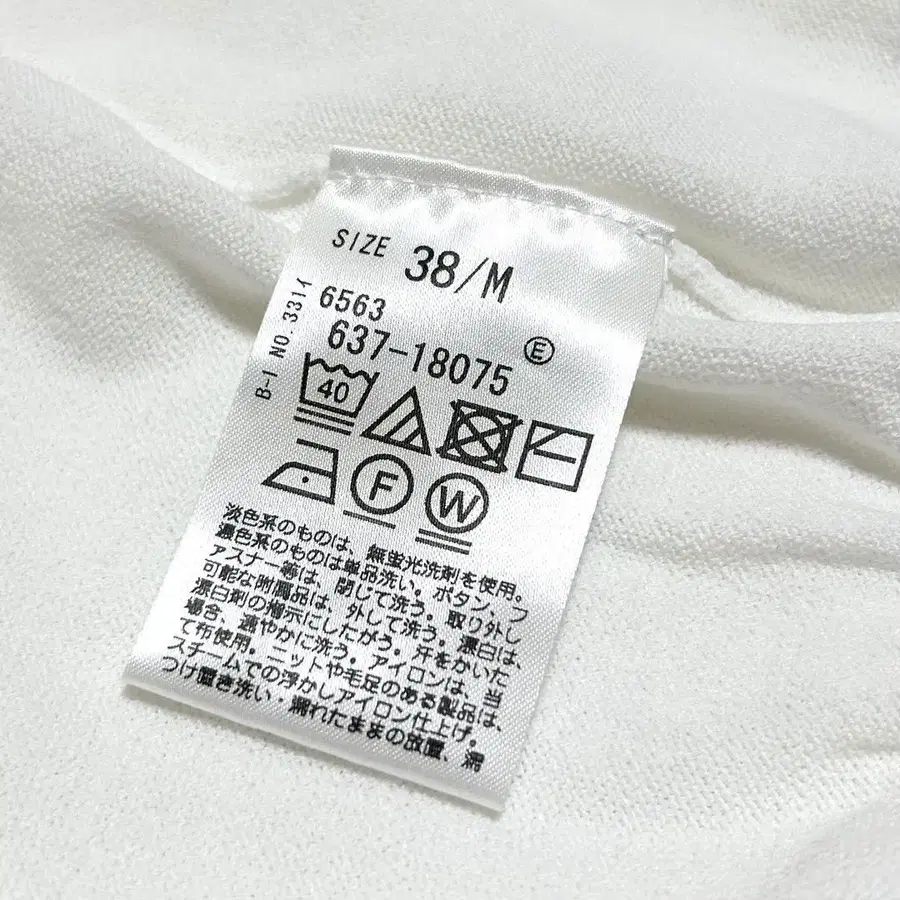 SIZE 38/M
B-I NO.331イ
6563
637-18075 E
40
F W
淡色系のものは、無蛍光洗剤を使用。
濃色系のものは単品洗い。ボタン、フ
ァスナー等は、閉じて洗う。取り外し
可能な附属品は、外して洗う。漂白は、
漂白剤の指示にしたがう。汗をかいた
場合、速やかに洗う。アイロンは、当
て布使用。ニットや毛足のある製品は、
スチームでの浮かしアイロン仕上げ。
つけ置き洗い・濡れたままの放置、濡